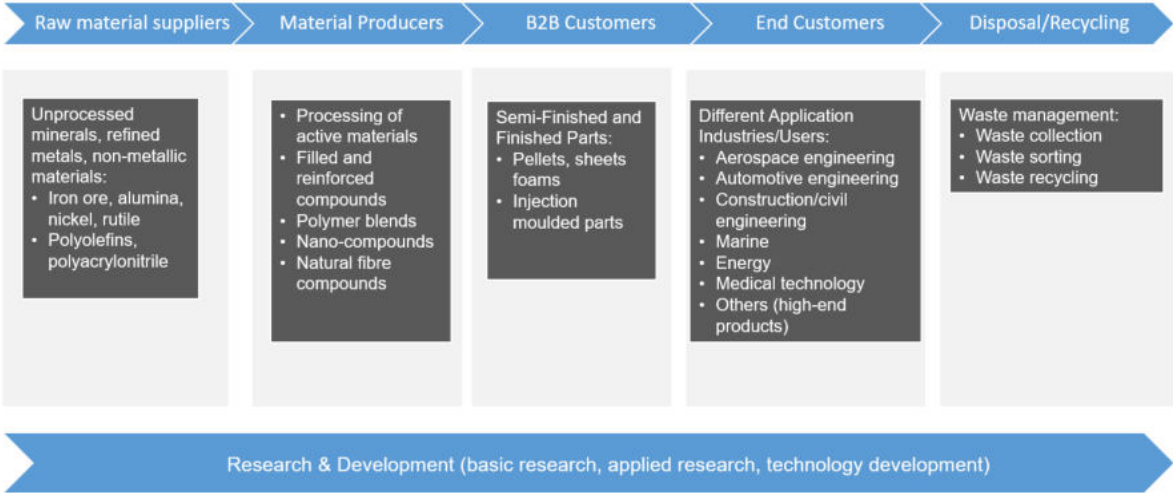 Raw material suppliers
Material Producers
B2B Customers
End Customers
Disposal/Recycling
Unprocessed
minerals, refined
metals, non-metallic
materials:
• Iron ore, alumina,
nickel, rutile
• Polyolefins,
polyacrylonitrile
• Processing of
active materials
• Filled and
reinforced
compounds
• Polymer blends
• Nano-compounds
• Natural fibre
compounds
Semi-Finished and
Finished Parts:
• Pellets, sheets
foams
• Injection
moulded parts
Different Application
Industries/Users:
• Aerospace engineering
• Automotive engineering
• Construction/civil
engineering
• Marine
• Energy
• Medical technology
• Others (high-end
products)
Waste management:
• Waste collection
• Waste sorting
• Waste recycling
Research & Development (basic research, applied research, technology development)